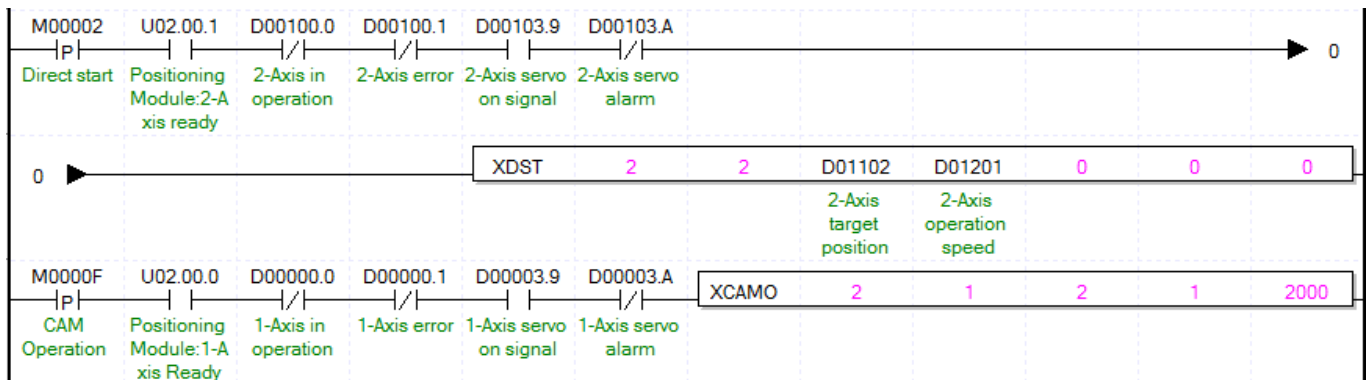 M00002 U02.00.1 D00100.0 D00100.1 D00103.9 D00103.A
P 0
Direct start Positioning 2-Axis in 2-Axis error 2-Axis servo 2-Axis servo
Module:2-A operation on signal alarm
xis ready
0 XDST 2 2 D01102 D01201 0 0 0
2-Axis 2-Axis
target operation
position speed
M0000F U02.00.0 D00000.0 D00000.1 D00003.9 D00003.A
P XCAMO 2 1 2 1 2000
CAM Positioning 1-Axis in 1-Axis error 1-Axis servo 1-Axis servo
Operation Module:1-A operation on signal alarm
xis Ready